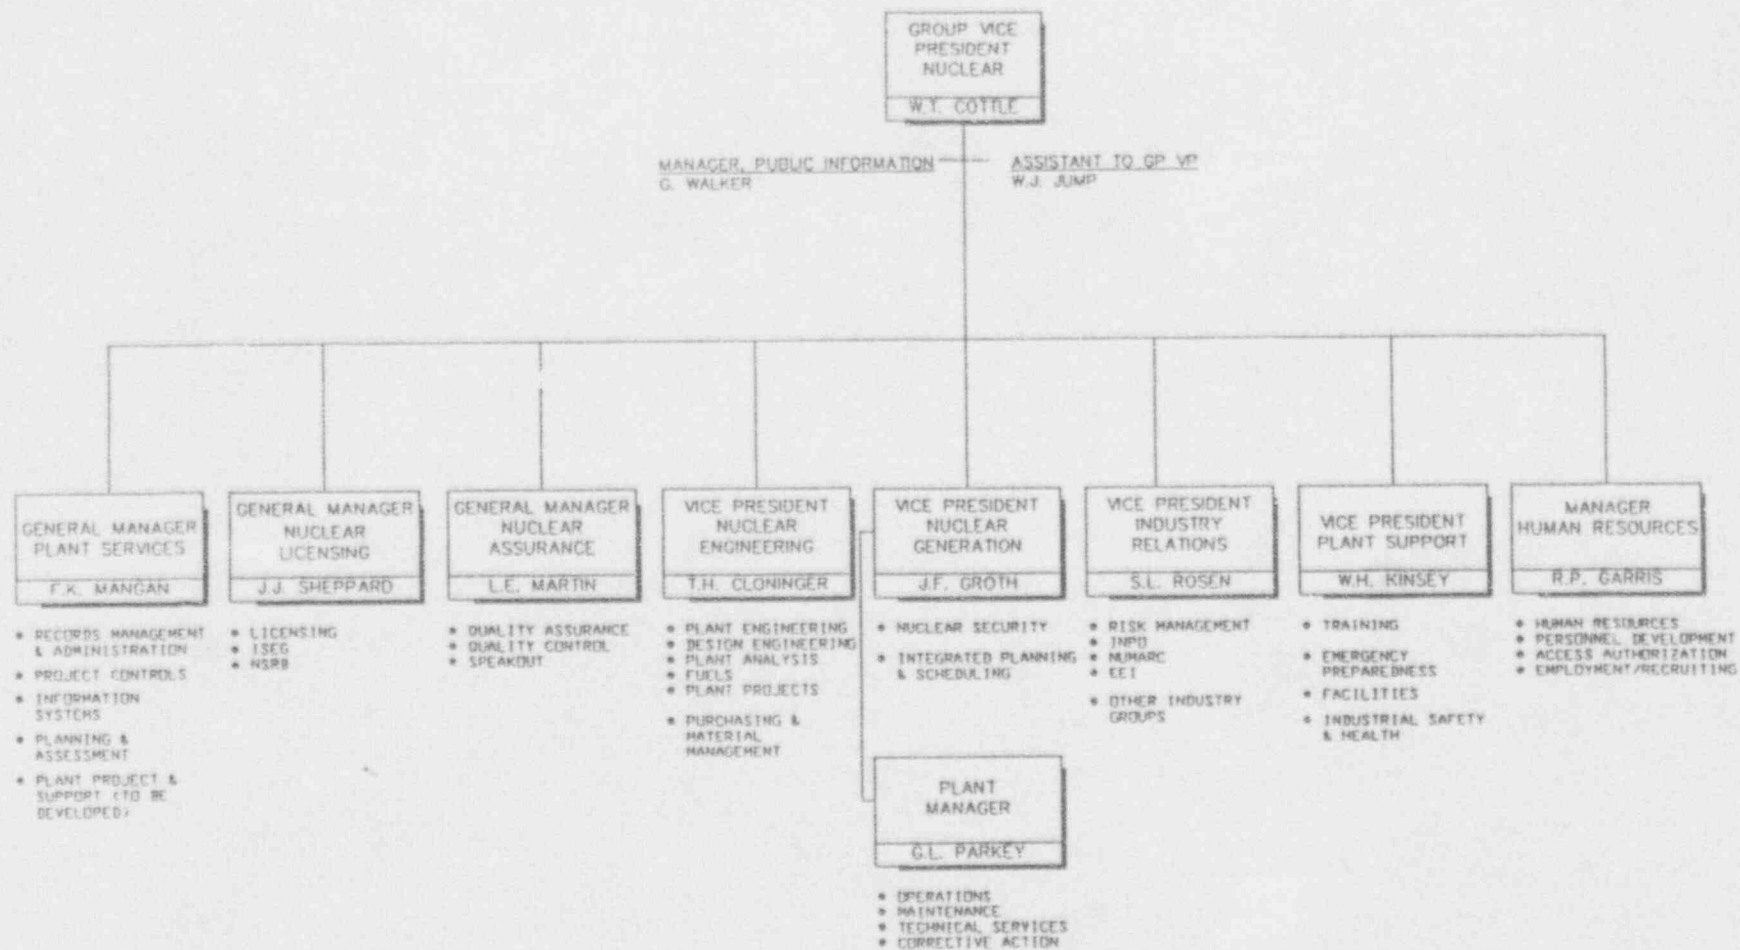 GROUP VICE
PRESIDENT
NUCLEAR
W.T. COTTLE
MANAGER, PUBLIC INFORMATION
G. WALKER
ASSISTANT TO GP VP
W.J. JUMP
GENERAL MANAGER
PLANT SERVICES
F.K. MANGAN
• RECORDS MANAGEMENT
& ADMINISTRATION
• PROJECT CONTROLS
• INFORMATION
SYSTEMS
• PLANNING &
ASSESSMENT
• PLANT PROJECT &
SUPPORT (TO BE
DEVELOPED)
GENERAL MANAGER
NUCLEAR
LICENSING
J.J. SHEPPARD
• LICENSING
• ISEG
• NSRB
GENERAL MANAGER
NUCLEAR
ASSURANCE
L.E. MARTIN
• QUALITY ASSURANCE
• QUALITY CONTROL
• SPEAKOUT
VICE PRESIDENT
NUCLEAR
ENGINEERING
T.H. CLONINGER
• PLANT ENGINEERING
• DESIGN ENGINEERING
• PLANT ANALYSIS
• FUELS
• PLANT PROJECTS
• PURCHASING &
MATERIAL
MANAGEMENT
VICE PRESIDENT
NUCLEAR
GENERATION
J.F. GROTH
• NUCLEAR SECURITY
• INTEGRATED PLANNING
& SCHEDULING
PLANT
MANAGER
G.L. PARKEY
• OPERATIONS
• MAINTENANCE
• TECHNICAL SERVICES
• CORRECTIVE ACTION
VICE PRESIDENT
INDUSTRY
RELATIONS
S.L. ROSEN
• RISK MANAGEMENT
• INPO
• NUMARC
• EEI
• OTHER INDUSTRY
GROUPS
VICE PRESIDENT
PLANT SUPPORT
W.H. KINSEY
• TRAINING
• EMERGENCY
PREPAREDNESS
• FACILITIES
• INDUSTRIAL SAFETY
& HEALTH
MANAGER
HUMAN RESOURCES
R.P. GARRIS
• HUMAN RESOURCES
• PERSONNEL DEVELOPMENT
• ACCESS AUTHORIZATION
• EMPLOYMENT/RECRUITING